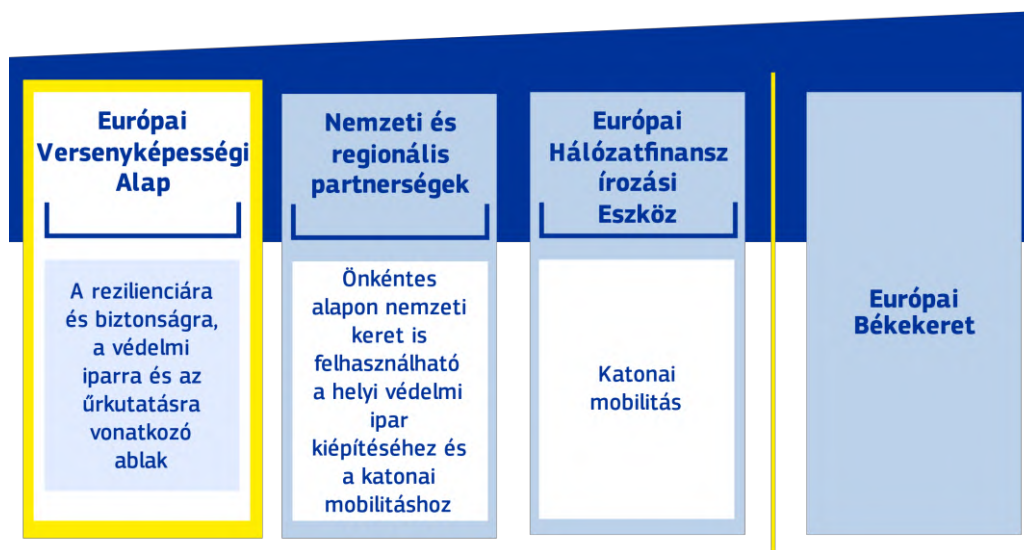 Európai
Versenyképességi
Alap
A rezilienciára
és biztonságra,
a védelmi
iparra és az
űrkutatásra
vonatkozó
ablak
Nemzeti és
regionális
partnerségek
Önkéntes
alapon nemzeti
keret is
felhasználható
a helyi védelmi
ipar
kiépítéséhez és
a katonai
mobilitáshoz
Európai
Hálózatfinansz
írozási
Eszköz
Katonai
mobilitás
Európai
Békekeret